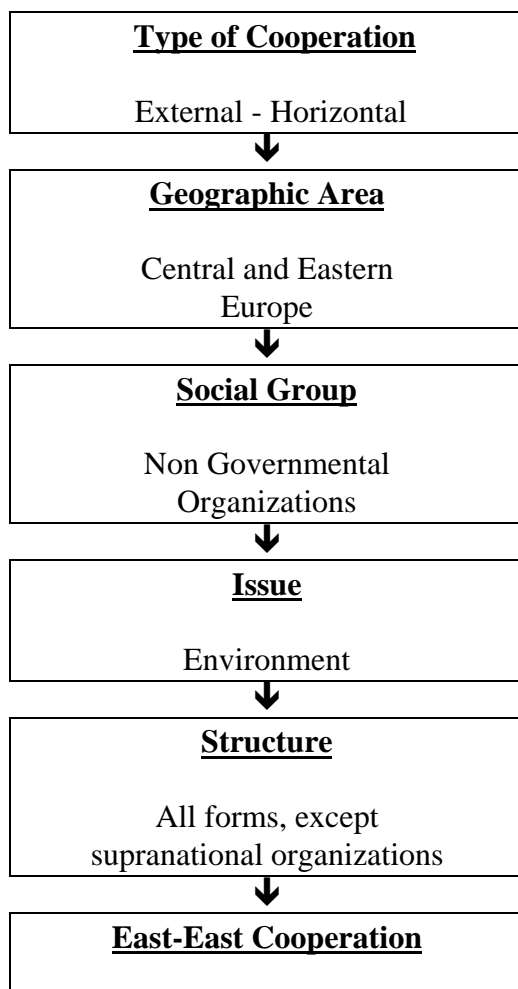 Type of Cooperation
External - Horizontal
Geographic Area
Central and Eastern
Europe
Social Group
Non Governmental
Organizations
Issue
Environment
Structure
All forms, except
supranational organizations
East-East Cooperation